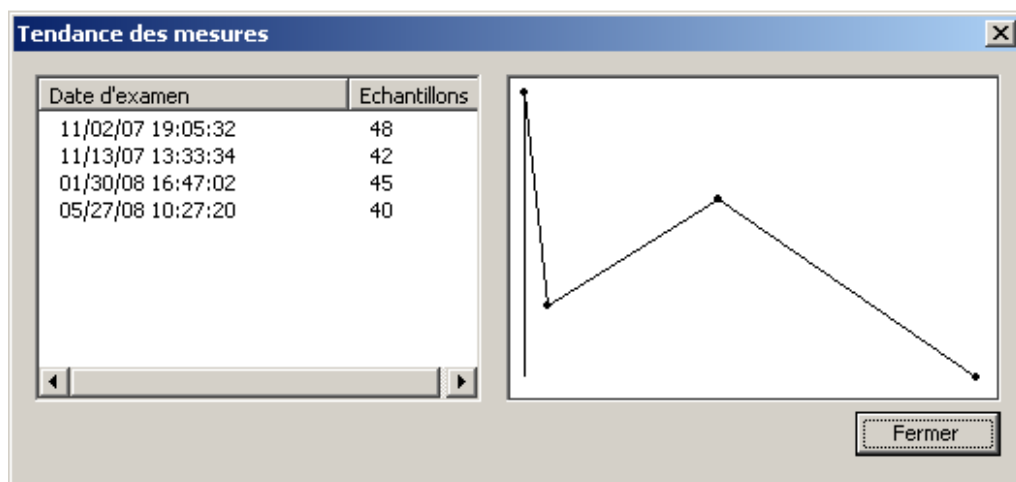 Tendance des mesures
Date d'examen Echantillons
11/02/07 19:05:32 48
11/13/07 13:33:34 42
01/30/08 16:47:02 45
05/27/08 10:27:20 40
Fermer